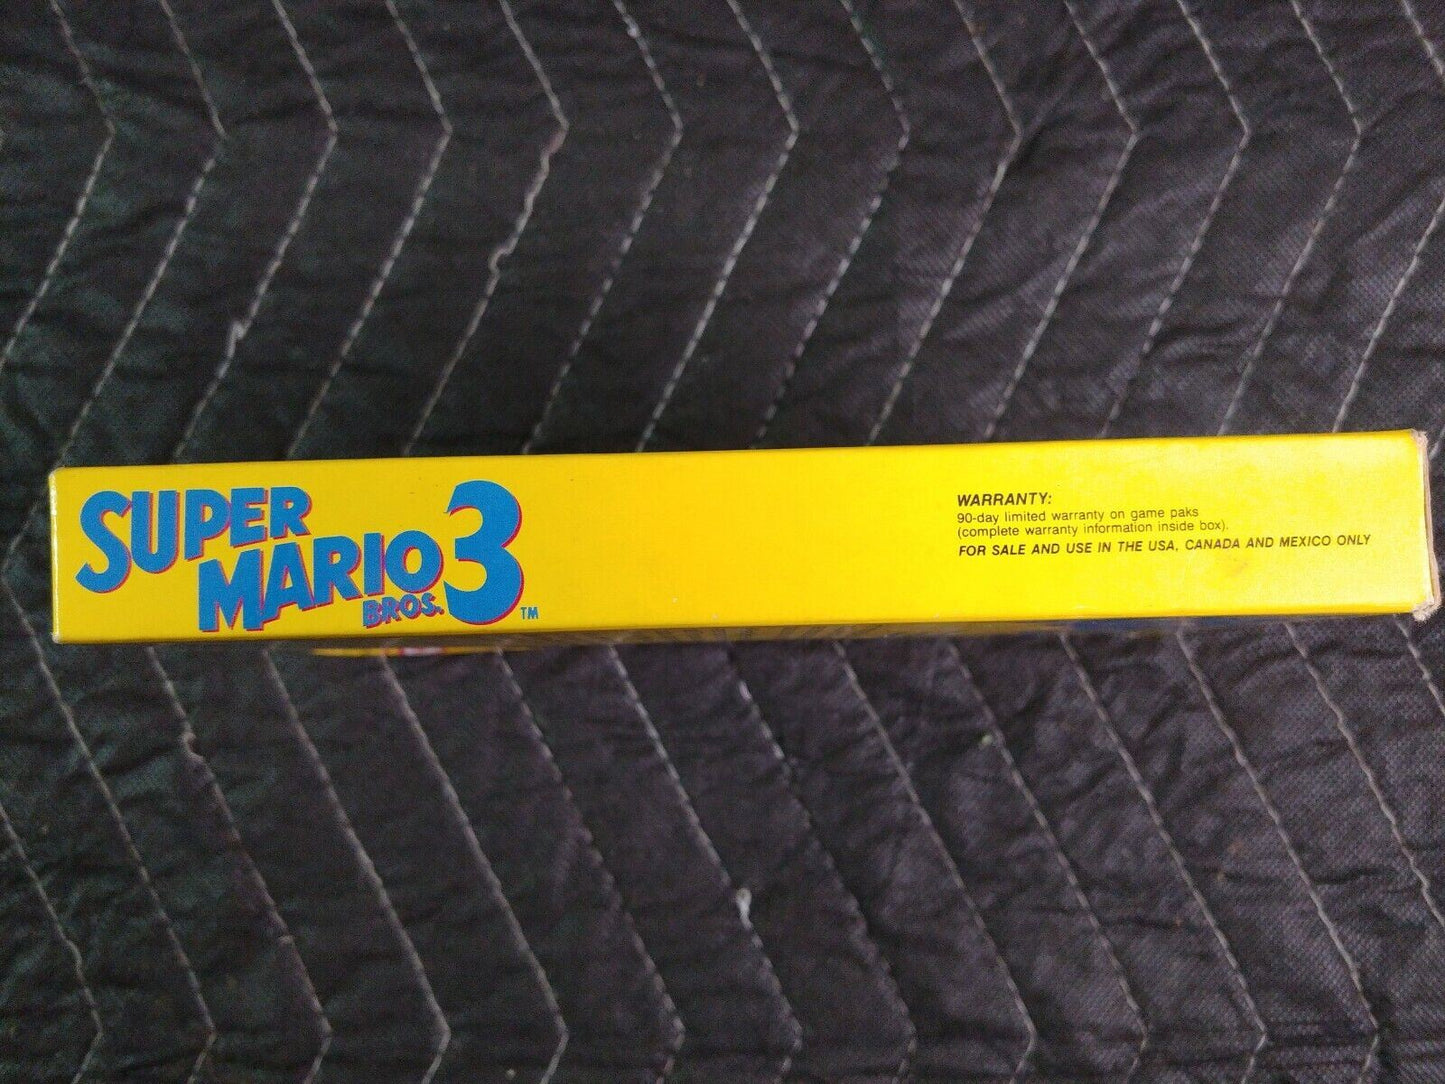 SUPER
MARIO 3
BROS. TM
WARRANTY:
90-day limited warranty on game paks
(complete warranty information inside box).
FOR SALE AND USE IN THE USA, CANADA AND MEXICO ONLY